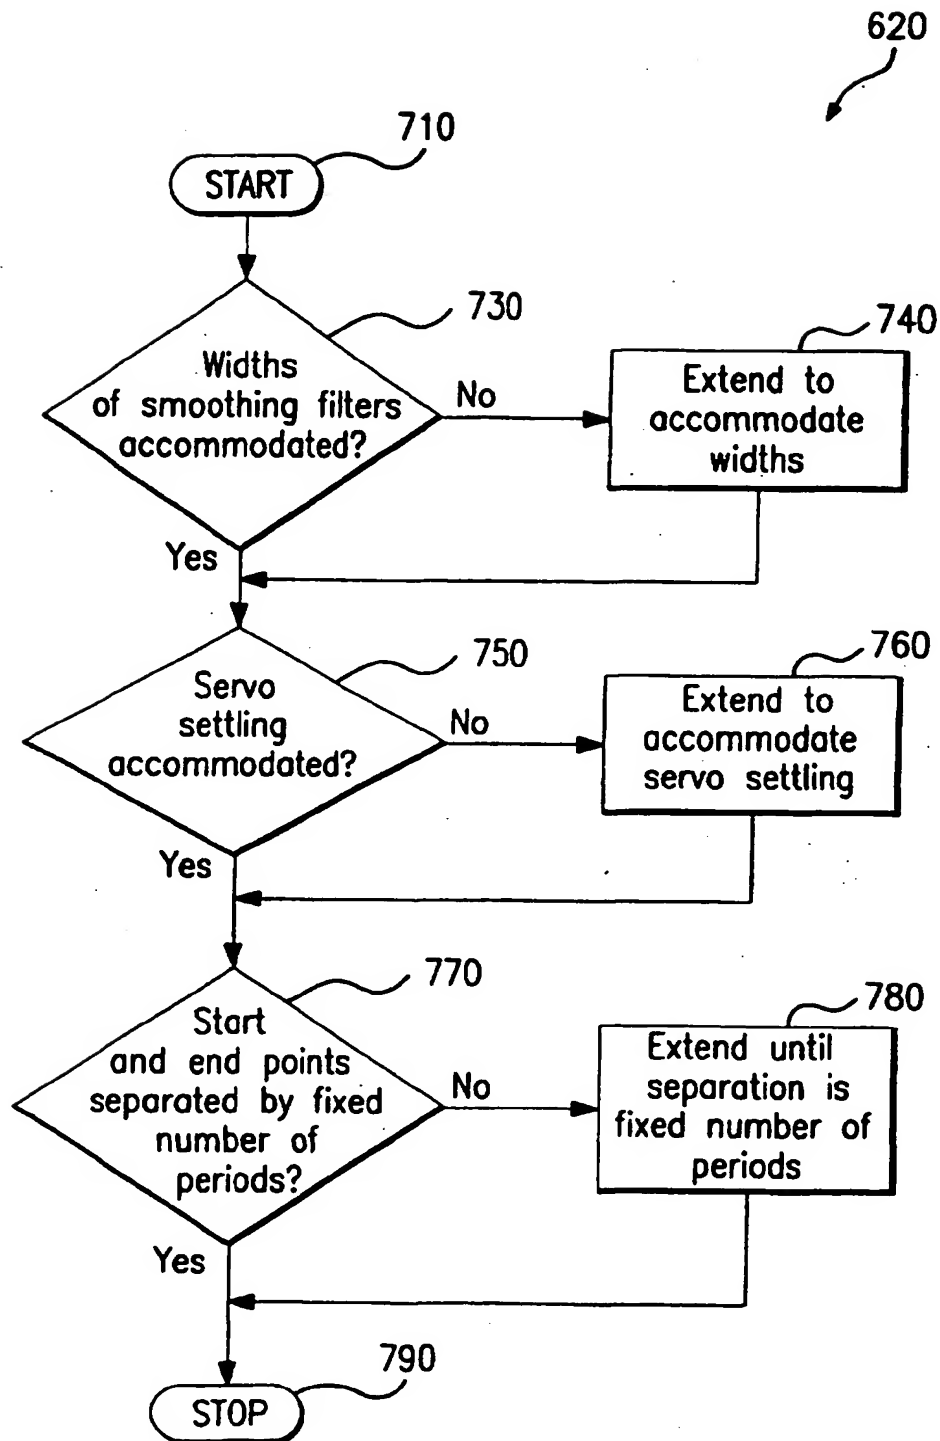 620
710
START
730
Widths
of smoothing filters
accommodated?
No
740
Extend to
accommodate
widths
Yes
750
Servo
settling
accommodated?
No
760
Extend to
accommodate
servo settling
Yes
770
Start
and end points
separated by fixed
number of
periods?
No
780
Extend until
separation is
fixed number of
periods
Yes
790
STOP